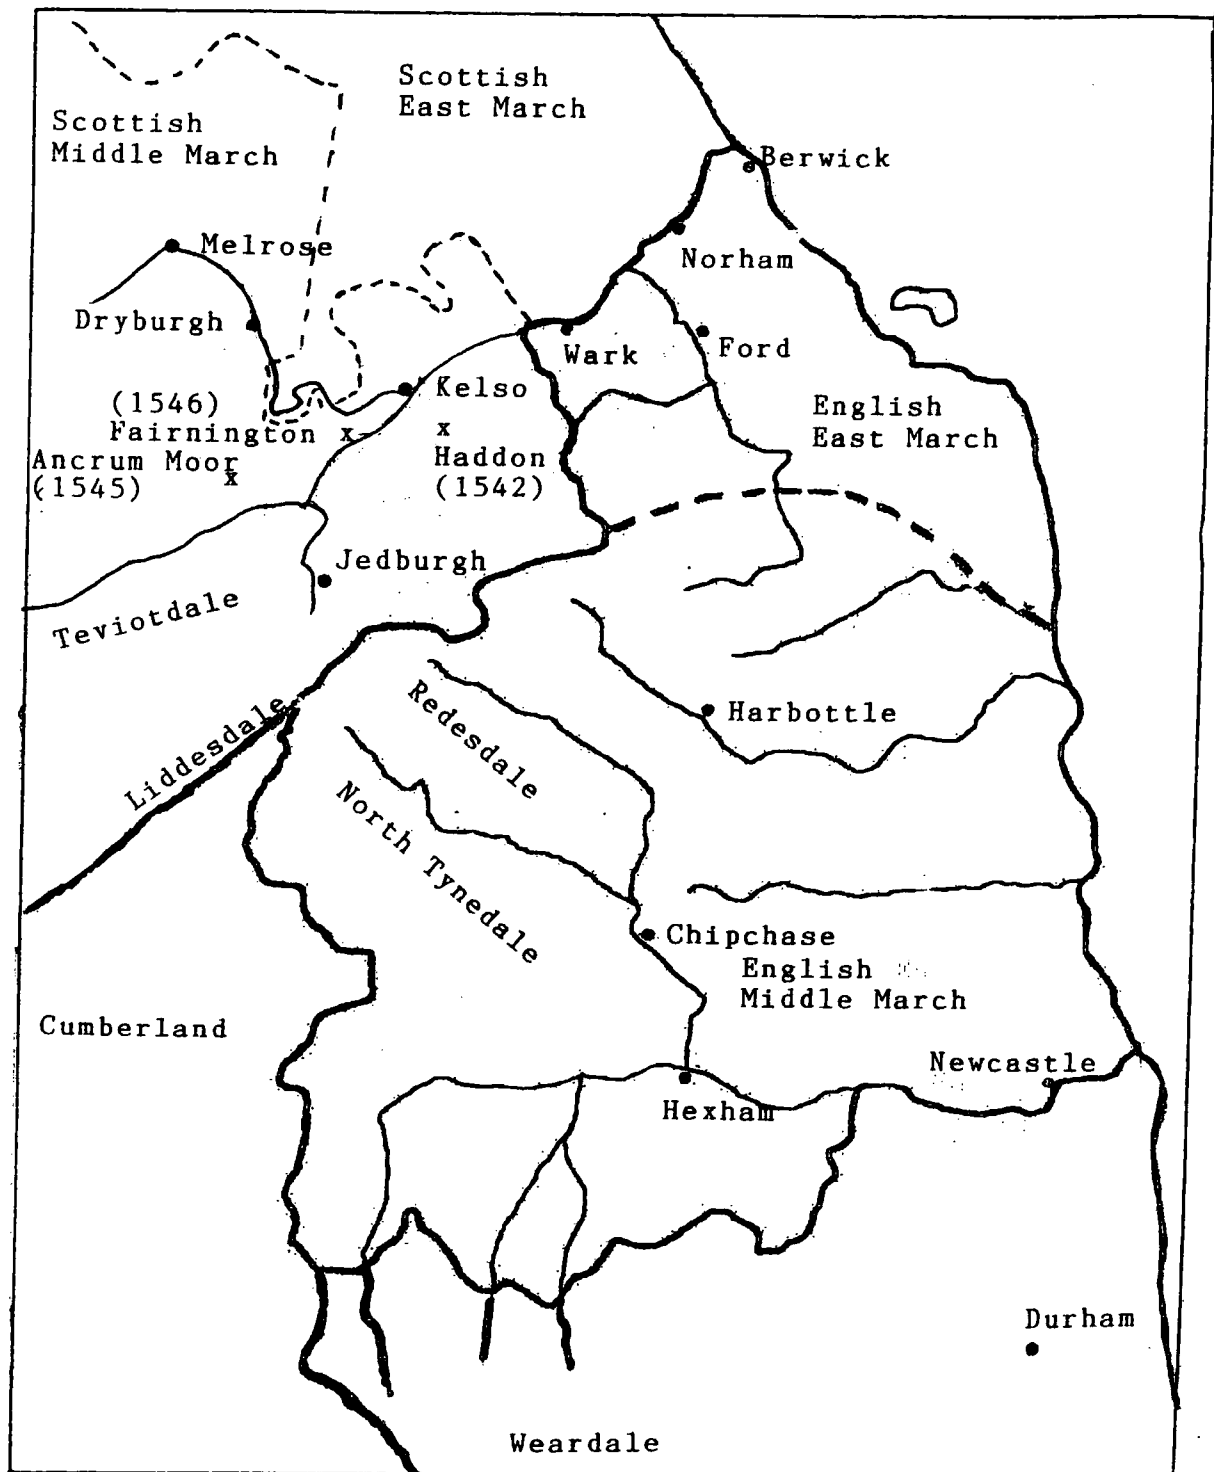 Scottish
East March
Scottish
Middle March
Berwick
Melrose
Norham
Dryburgh
Wark
Ford
Kelso
(1546)
Fairnington x
English
East March
x
Haddon
(1542)
Ancrum Moor
x
(1545)
Jedburgh
Teviotdale
Liddesdale
Redesdale
Harbottle
North Tynedale
Chipchase
English
Middle March
Cumberland
Newcastle
Hexham
Durham
Weardale